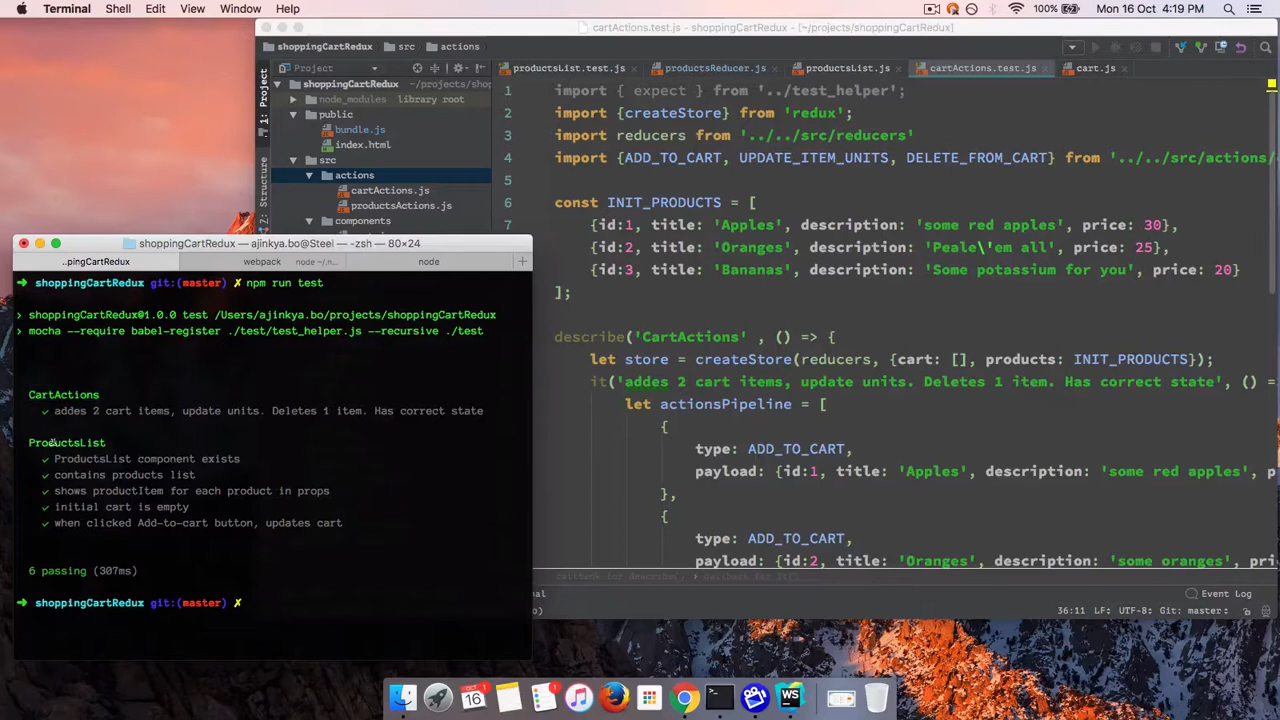 Terminal Shell Edit View Window Help 100% Mon 16 Oct 4:19 PM
cartActions.test.js - shoppingCartRedux - [~/projects/shoppingCartRedux]
shoppingCartRedux src actions
1: Project
Structure
Project
shoppingCartRedux ~/projects/shop
node_modules library root
public
bundle.js
index.html
src
actions
cartActions.js
productsActions.js
components
productsList.test.js productsReducer.js productsList.js cartActions.test.js cart.js
1 import { expect } from '../test_helper';
2 import {createStore} from 'redux';
3 import reducers from '../../src/reducers'
4 import {ADD_TO_CART, UPDATE_ITEM_UNITS, DELETE_FROM_CART} from '../../src/actions/
5
6 const INIT_PRODUCTS = [
7 {id:1, title: 'Apples', description: 'some red apples', price: 30},
{id:2, title: 'Oranges', description: 'Peale\'em all', price: 25},
{id:3, title: 'Bananas', description: 'Some potassium for you', price: 20}
];
describe('CartActions' , () => {
let store = createStore(reducers, {cart: [], products: INIT_PRODUCTS});
it('addes 2 cart items, update units. Deletes 1 item. Has correct state', () =
let actionsPipeline = [
{
type: ADD_TO_CART,
payload: {id:1, title: 'Apples', description: 'some red apples', p
},
{
type: ADD_TO_CART,
payload: {id:2, title: 'Oranges', description: 'some oranges', pri
Event Log
36:11 LF: UTF-8: Git: master:
shoppingCartRedux — ajinkya.bo@Steel — -zsh — 80×24
..pingCartRedux webpack node ~/.n... node +
➜ shoppingCartRedux git:(master) ✗ npm run test
> shoppingCartRedux@1.0.0 test /Users/ajinkya.bo/projects/shoppingCartRedux
> mocha --require babel-register ./test/test_helper.js --recursive ./test
CartActions
✓ addes 2 cart items, update units. Deletes 1 item. Has correct state
ProductsList
✓ ProductsList component exists
✓ contains products list
✓ shows productItem for each product in props
✓ initial cart is empty
✓ when clicked Add-to-cart button, updates cart
6 passing (307ms)
➜ shoppingCartRedux git:(master) ✗
OCT
16
1
1
WS